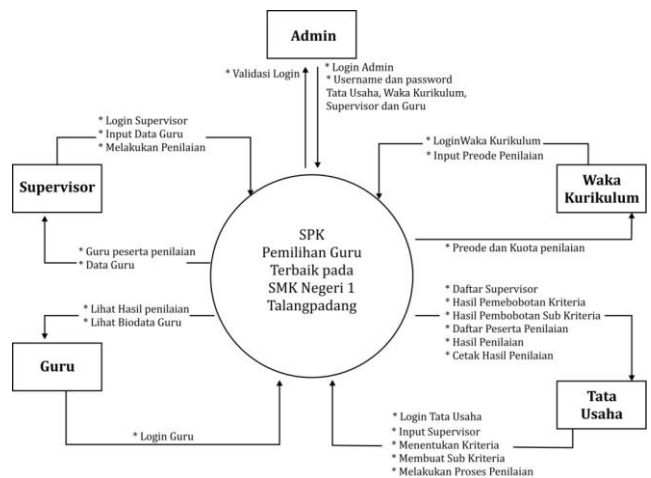 Admin
* Validasi Login
* Login Admin
* Username dan password
Tata Usaha, Waka Kurikulum,
Supervisor dan Guru
* Login Supervisor
* Input Data Guru
* Melakukan Penilaian
* LoginWaka Kurikulum
* Input Preode Penilaian
Supervisor
Waka
Kurikulum
SPK
Pemilihan Guru
Terbaik pada
SMK Negeri 1
Talangpadang
* Guru peserta penilaian
* Data Guru
* Preode dan Kuota penilaian
* Lihat Hasil penilaian
* Lihat Biodata Guru
* Daftar Supervisor
* Hasil Pemebobotan Kriteria
* Hasil Pembobotan Sub Kriteria
* Daftar Peserta Penilaian
* Hasil Penilaian
* Cetak Hasil Penilaian
Guru
Tata
Usaha
* Login Guru
* Login Tata Usaha
* Input Supervisor
* Menentukan Kriteria
* Membuat Sub Kriteria
* Melakukan Proses Penilaian